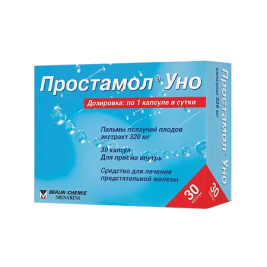 Простамол® Уно
Дозировка: по 1 капсуле в сутки
Пальмы ползучей плодов
экстракт 320 мг
30 капсул
Для приема внутрь
Средство для лечения
предстательной железы
BERLIN-CHEMIE
MENARINI
30
Простамол® Уно
30